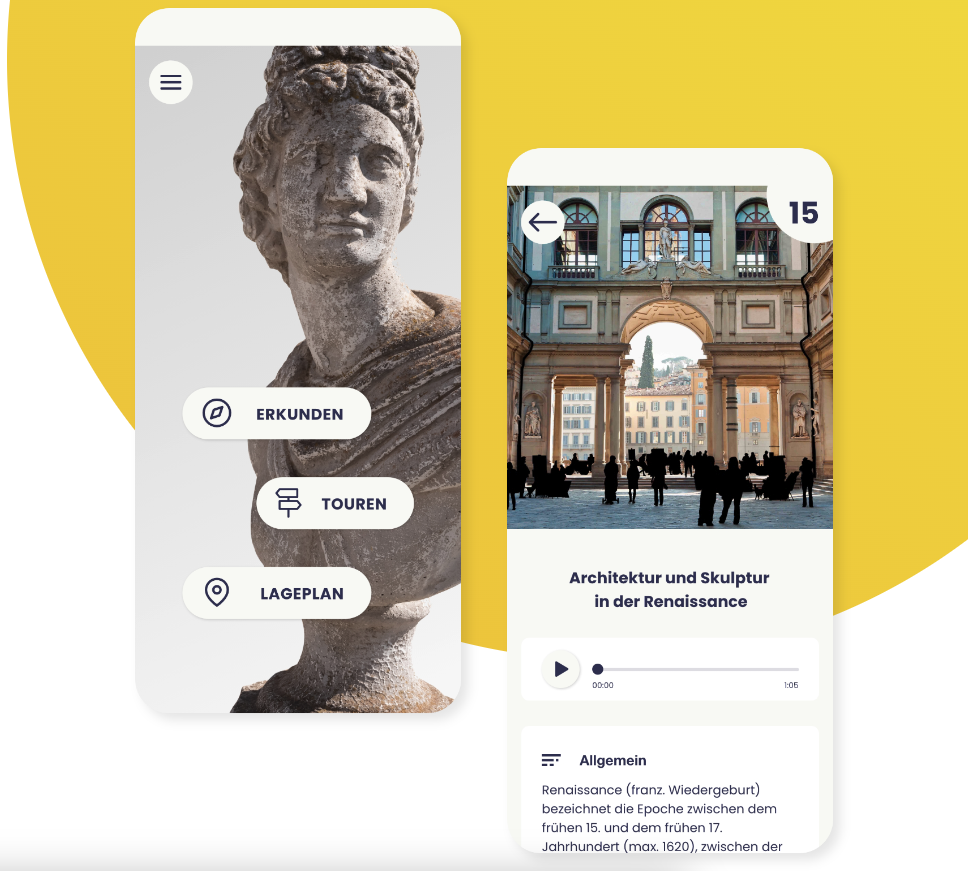 ERKUNDEN
TOUREN
LAGEPLAN
15
Architektur und Skulptur
in der Renaissance
00:00
1:05
Allgemein
Renaissance (franz. Wiedergeburt)
bezeichnet die Epoche zwischen dem
frühen 15. und dem frühen 17.
Jahrhundert (max. 1620), zwischen der